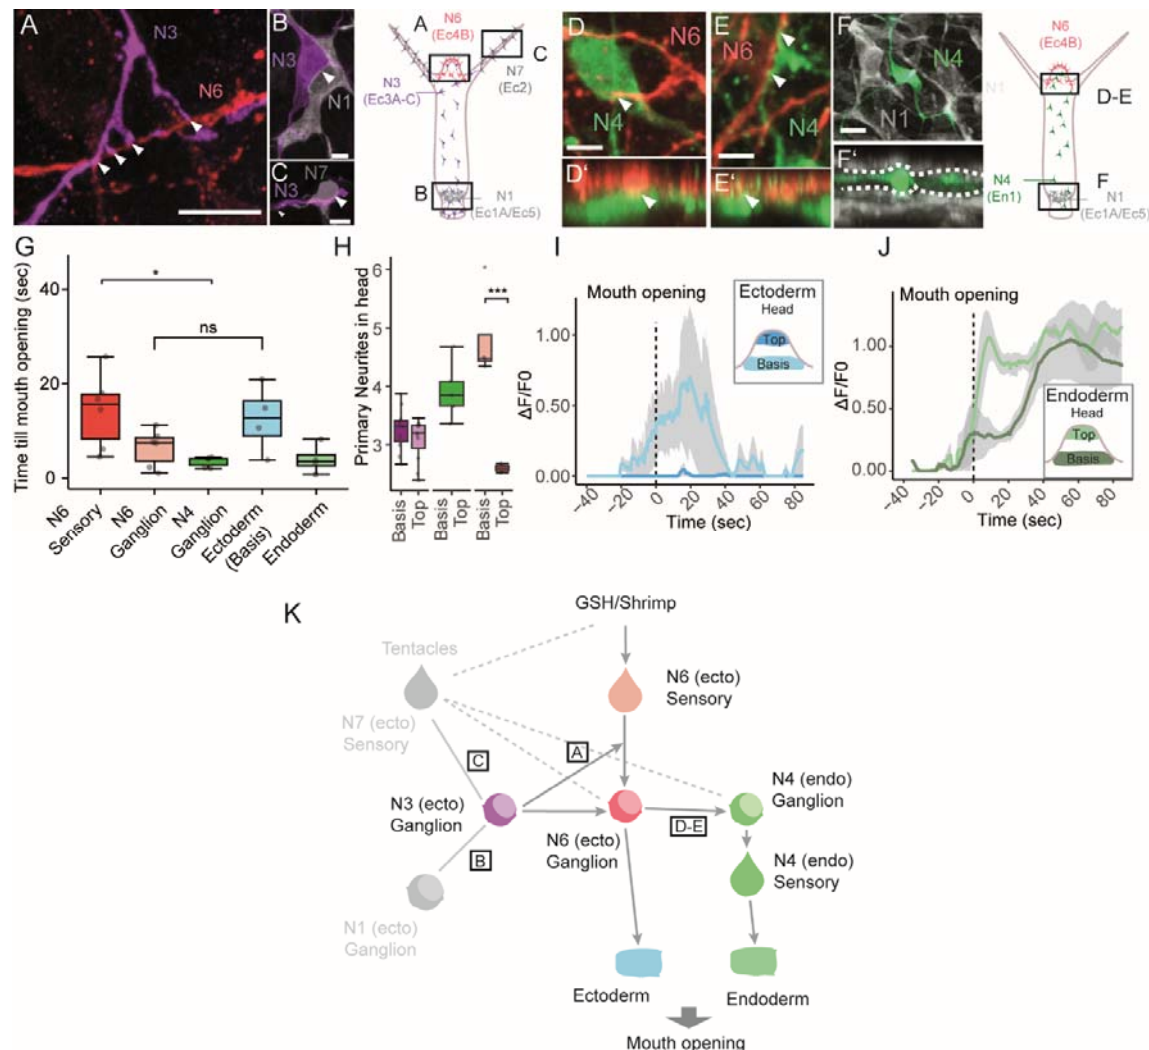 A
N3
N6
B
N3
N1
C
N7
N3
A
N6
(Ec4B)
C
N3
(Ec3A-C)
N7
(Ec2)
B
N1
(Ec1A/Ec5)
D
N6
N4
D'
E
N6
N4
E'
F
N4
N1
F'
N1
N6
(Ec4B)
D-E
N4
(En1)
F
N1
(Ec1A/Ec5)
G
Time till mouth opening (sec)
40
20
0
*
ns
N6
Sensory
N6
Ganglion
N4
Ganglion
Ectoderm
(Basis)
Endoderm
H
Primary Neurites in head
6
5
4
3
***
Basis
Top
Basis
Top
Basis
Top
I
Mouth opening
ΔF/F0
1.00
0.50
0.00
−40
−20
0
20
40
60
80
Time (sec)
Ectoderm
Head
Top
Basis
J
Mouth opening
ΔF/F0
1.00
0.50
0.00
−40
−20
0
20
40
60
80
Time (sec)
Endoderm
Head
Top
Basis
K
GSH/Shrimp
Tentacles
N6 (ecto)
Sensory
N7 (ecto)
Sensory
A
C
N3 (ecto)
Ganglion
N4 (endo)
Ganglion
D-E
N6 (ecto)
Ganglion
B
N4 (endo)
Sensory
N1 (ecto)
Ganglion
Ectoderm
Endoderm
Mouth opening